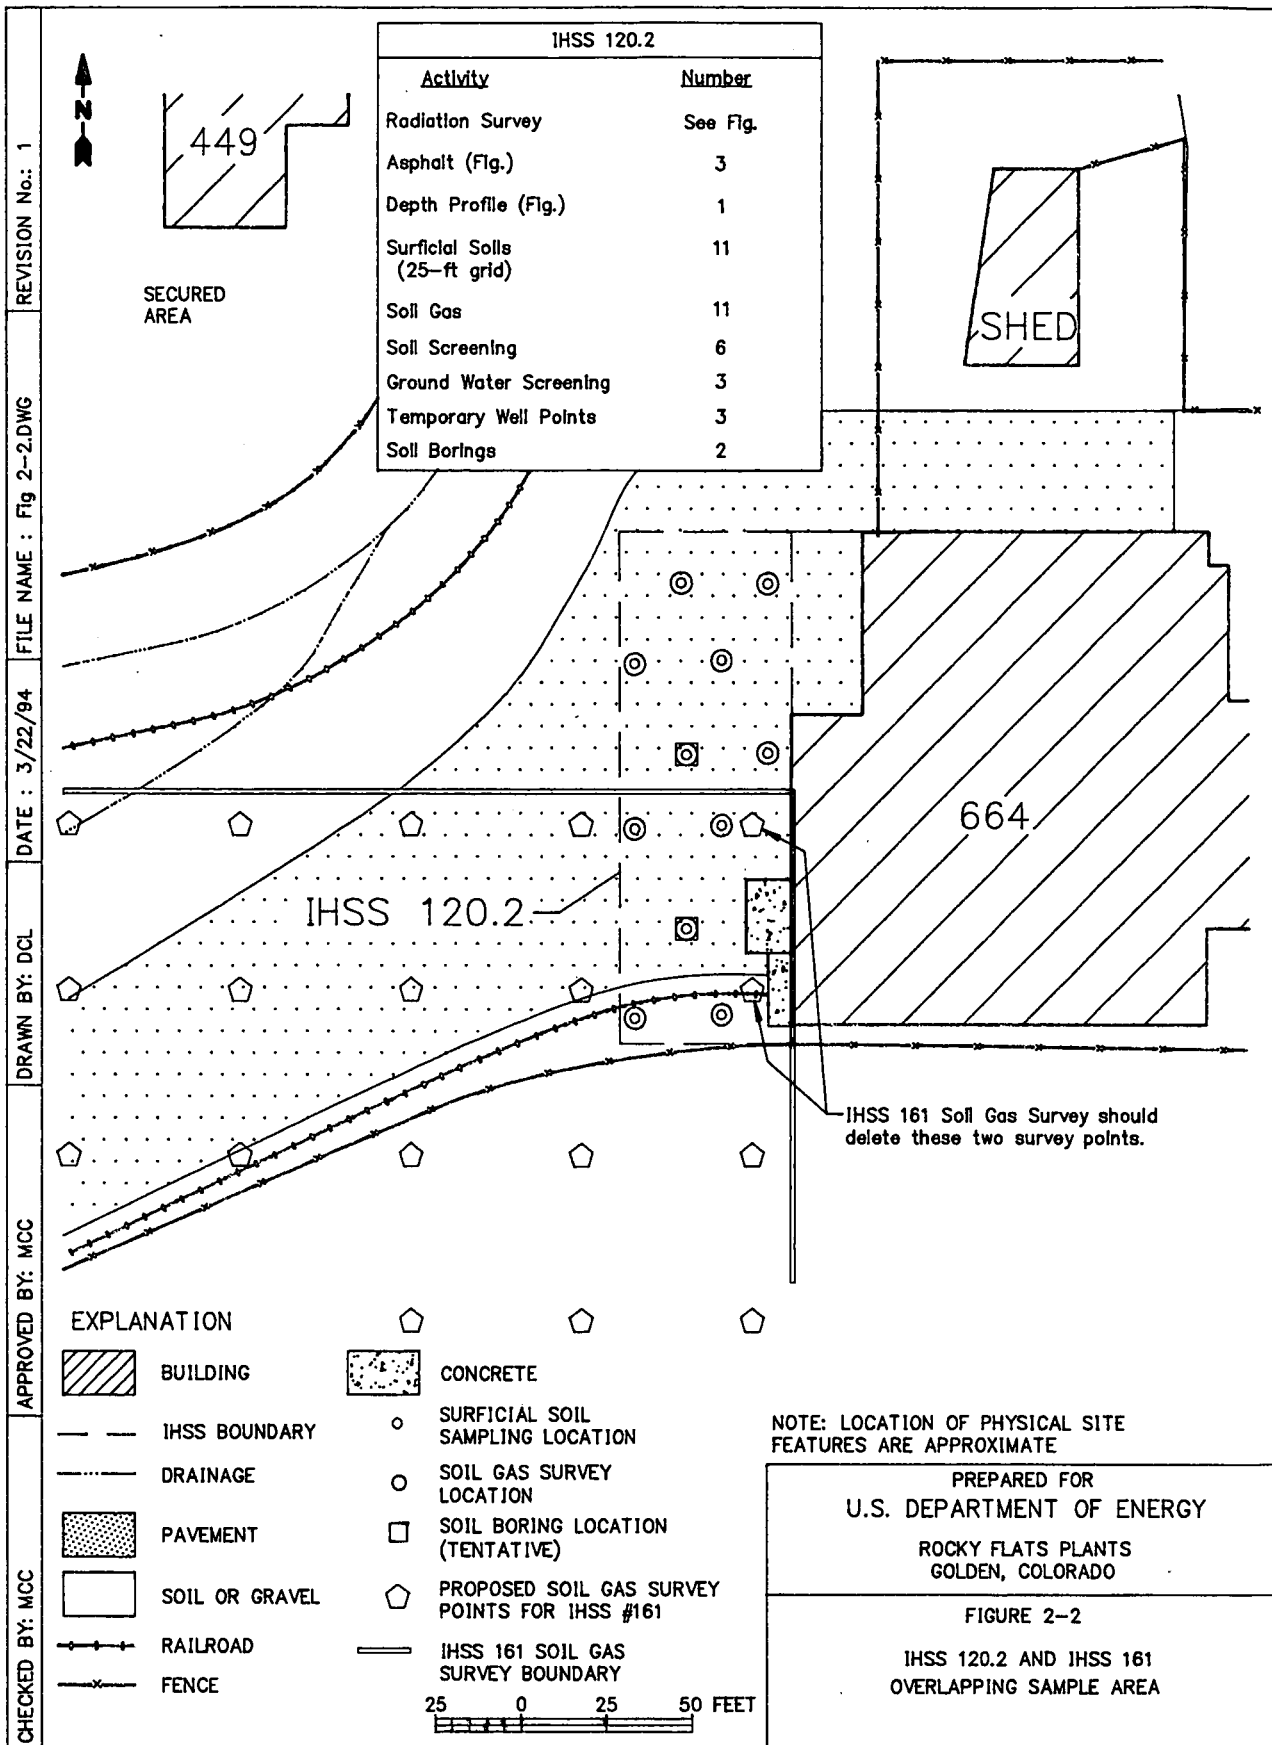 REVISION No.: 1
FILE NAME : Fig 2-2.DWG
DATE : 3/22/94
DRAWN BY: DCL
APPROVED BY: MCC
CHECKED BY: MCC
N
449
SECURED
AREA
IHSS 120.2
Activity Number
Radiation Survey See Fig.
Asphalt (Fig.) 3
Depth Profile (Fig.) 1
Surficial Soils 11
(25-ft grid)
Soil Gas 11
Soil Screening 6
Ground Water Screening 3
Temporary Well Points 3
Soil Borings 2
SHED
664
IHSS 120.2
IHSS 161 Soil Gas Survey should
delete these two survey points.
EXPLANATION
BUILDING
IHSS BOUNDARY
DRAINAGE
PAVEMENT
SOIL OR GRAVEL
RAILROAD
FENCE
CONCRETE
SURFICIAL SOIL
SAMPLING LOCATION
SOIL GAS SURVEY
LOCATION
SOIL BORING LOCATION
(TENTATIVE)
PROPOSED SOIL GAS SURVEY
POINTS FOR IHSS #161
IHSS 161 SOIL GAS
SURVEY BOUNDARY
25 0 25 50 FEET
NOTE: LOCATION OF PHYSICAL SITE
FEATURES ARE APPROXIMATE
PREPARED FOR
U.S. DEPARTMENT OF ENERGY
ROCKY FLATS PLANTS
GOLDEN, COLORADO
FIGURE 2-2
IHSS 120.2 AND IHSS 161
OVERLAPPING SAMPLE AREA